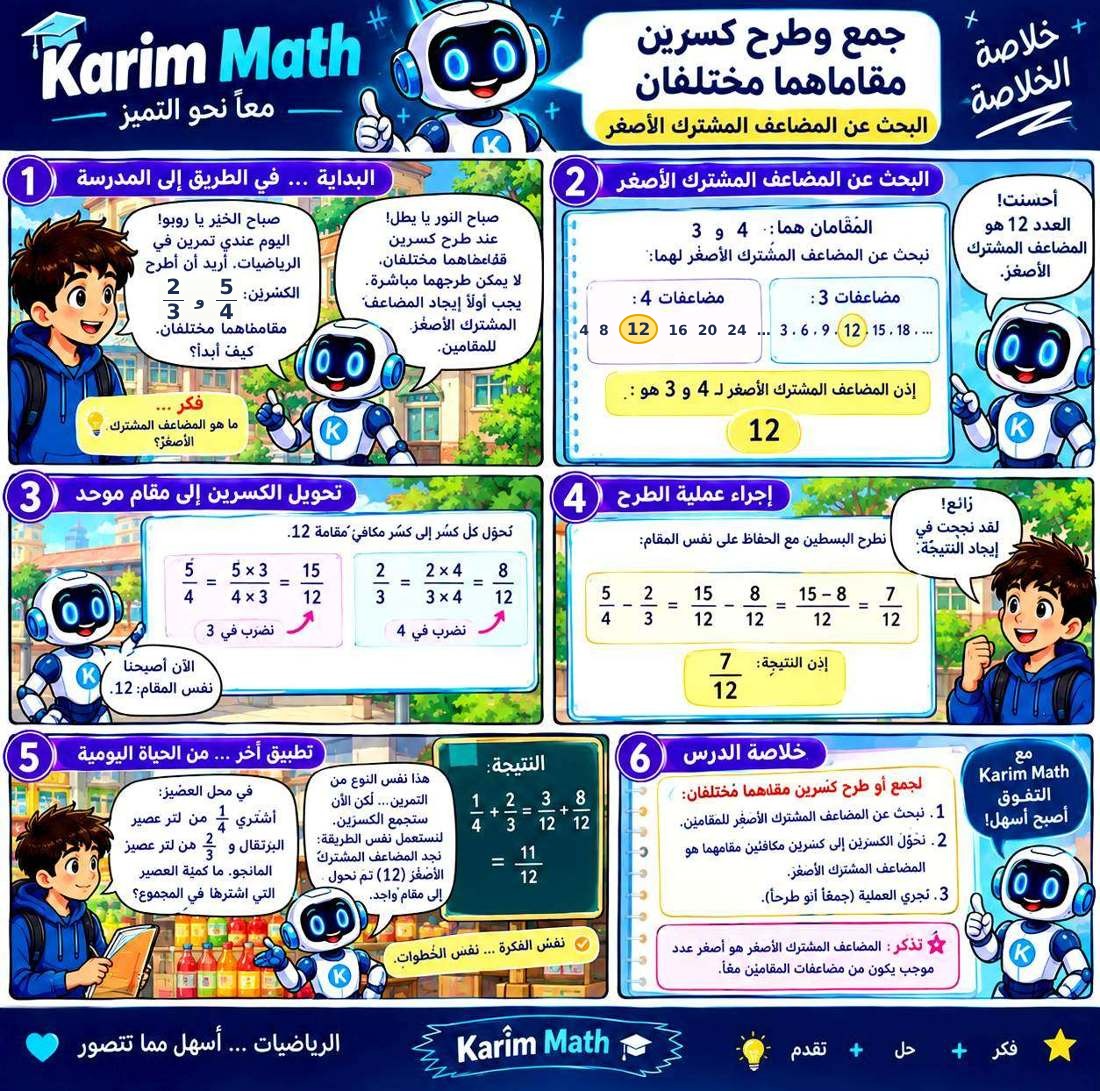 Karim Math
معاً نحو التميز
جمع وطرح كسرين
مقاماهما مختلفان
البحث عن المضاعف المشترك الأصغر
خلاصة
الخلاصة
1
البداية ... في الطريق إلى المدرسة
صباح الخير يا روبو!
اليوم عندي تمرين في
الرياضيات. أريد أن أطرح
الكسرين: 5/4 و 2/3
مختلفان.
كيف أبدأ؟
صباح النور يا بطل!
عند طرح كسرين
مختلفان،
لا يمكن طرحهما مباشرة.
يجب أولاً إيجاد المضاعف
المشترك الأصغر
للمقامين.
فكر ...
ما هو المضاعف المشترك
الأصغر؟
K
2
البحث عن المضاعف المشترك الأصغر
المقامان هما: 4 و 3
نبحث عن المضاعف المشترك الأصغر لهما:
مضاعفات 3 :
3 . 6 . 9 . 12 . 15 . 18 . ...
مضاعفات 4 :
4 8 12 16 20 24 ...
إذن المضاعف المشترك الأصغر لـ 4 و 3 هو :
12
أحسنت!
العدد 12 هو
المضاعف المشترك
الأصغر.
K
3
تحويل الكسرين إلى مقام موحد
نحول كل كسر إلى كسر مكافئ مقامة 12.
5/4 = 5 × 3/4 × 3 = 15/12
نضرب في 3
2/3 = 2 × 4/3 × 4 = 8/12
نضرب في 4
الآن أصبحنا
نفس المقام: 12.
K
4
إجراء عملية الطرح
نطرح البسطين مع الحفاظ على نفس المقام:
5/4 − 2/3 = 15/12 − 8/12 = 15 − 8/12 = 7/12
إذن النتيجة: 7/12
رائع!
لقد نجحت في
إيجاد النتيجة.
5
تطبيق أخر ... من الحياة اليومية
في محل العصير:
أشتري 1/4 من لتر عصير
البرتقال و 2/3 من لتر عصير
المانجو. ما كمية العصير
التي اشترها في المجموع؟
هذا نفس النوع من
التمرين... لكن الأن
ستجمع الكسرين.
لنستعمل نفس الطريقة:
نجد المضاعف المشترك
الأصغر (12) ثم نحول
إلى مقام واحد.
النتيجة:
1/4 + 2/3 = 3/12 + 8/12
= 11/12
نفس الفكرة ... نفس الخطوات.
K
6
خلاصة الدرس
لجمع أو طرح كسرين مختلفان:
1. نبحث عن المضاعف المشترك الأصغر للمقامين.
2. نحول الكسرين إلى كسرين مكافئين مقامهما هو
المضاعف المشترك الأصغر.
3. نجري العملية (جمعًا أو طرحاً).
تذكر : المضاعف المشترك الأصغر هو أصغر عدد
موجب يكون من مضاعفات المقامين معاً.
مع
Karim Math
التفوق
أصبح أسهل!
K
الرياضيات ... أسهل مما تتصور
Karim Math
فكر + حل + تقدم